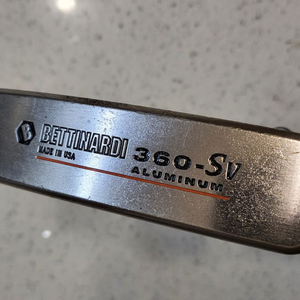 B BETTINARDI 360-SV
MADE IN USA ALUMINUM